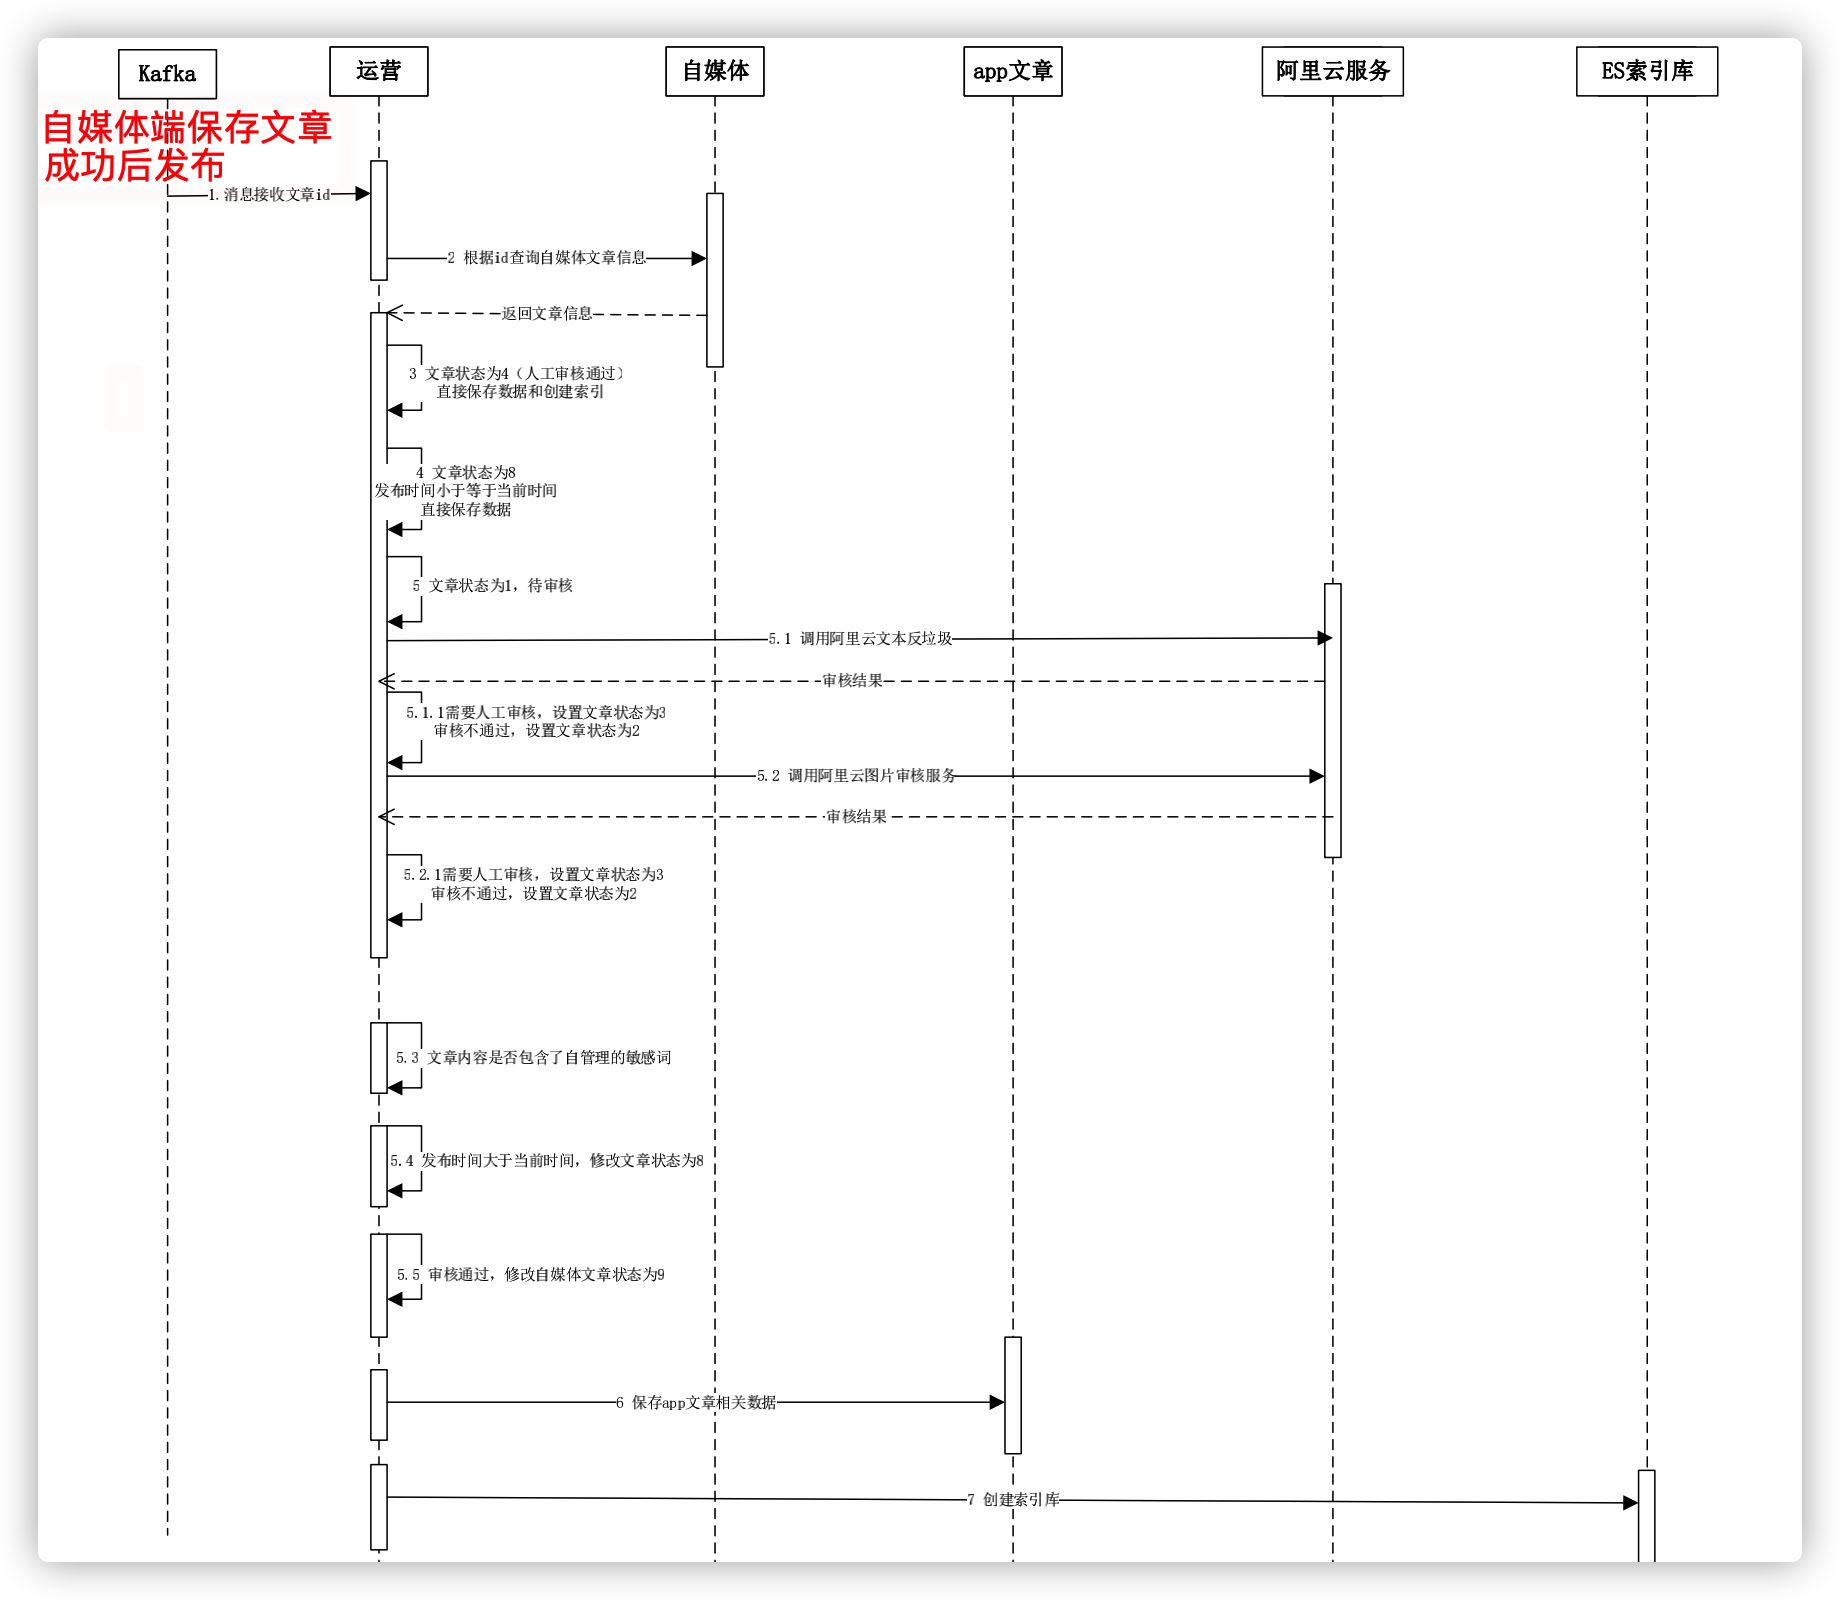 Kafka
运营
自媒体
app文章
阿里云服务
ES索引库
自媒体端保存文章
成功后发布
1.消息接收文章id
2 根据id查询自媒体文章信息
返回文章信息
3 文章状态为4（人工审核通过）
直接保存数据和创建索引
4 文章状态为8
发布时间小于等于当前时间
直接保存数据
5 文章状态为1，待审核
5.1 调用阿里云文本反垃圾
审核结果
5.1.1需要人工审核，设置文章状态为3
审核不通过，设置文章状态为2
5.2 调用阿里云图片审核服务
审核结果
5.2.1需要人工审核，设置文章状态为3
审核不通过，设置文章状态为2
5.3 文章内容是否包含了自管理的敏感词
5.4 发布时间大于当前时间，修改文章状态为8
5.5 审核通过，修改自媒体文章状态为9
6 保存app文章相关数据
7 创建索引库